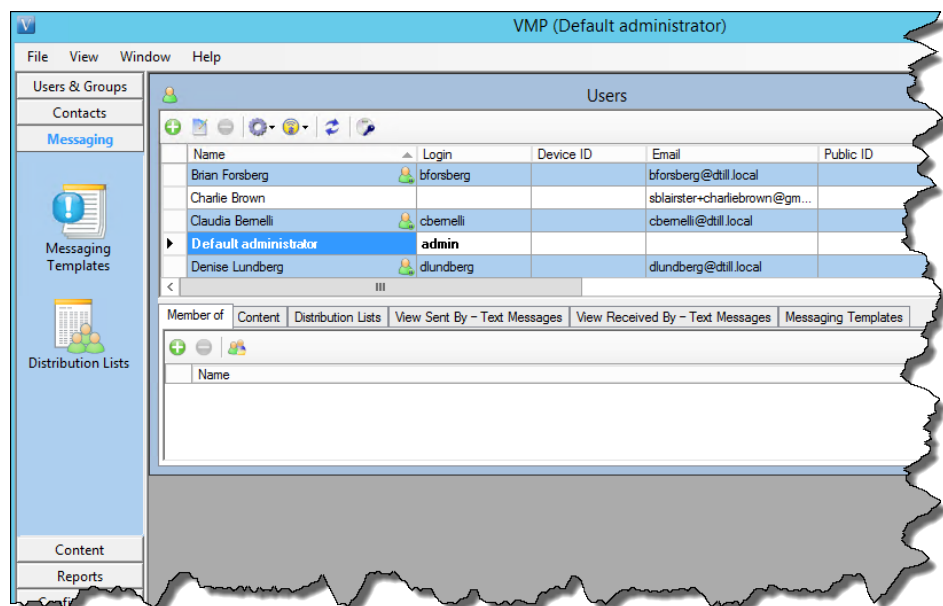 V VMP (Default administrator)
File View Window Help
Users & Groups
Contacts
Messaging
Messaging Templates
Distribution Lists
Content
Reports
Users
Name Login Device ID Email Public ID
Brian Forsberg bforsberg bforsberg@dtill.local
Charlie Brown sblairster+charliebrown@gm...
Claudia Bemelli cbemelli cbemelli@dtill.local
Default administrator admin
Denise Lundberg dlundberg dlundberg@dtill.local
Member of Content Distribution Lists View Sent By – Text Messages View Received By – Text Messages Messaging Templates
Name